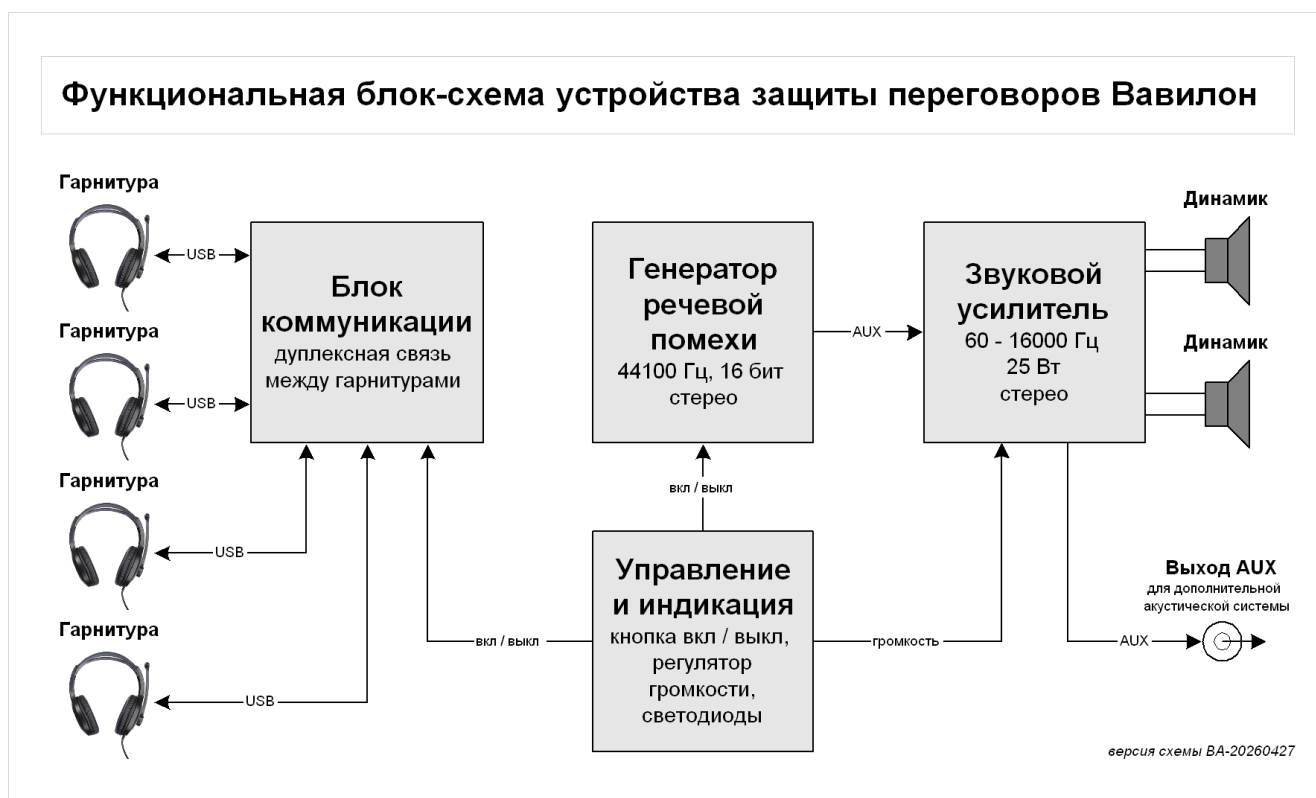 Функциональная блок-схема устройства защиты переговоров Вавилон
Гарнитура
USB
Гарнитура
USB
Гарнитура
USB
Гарнитура
USB
Блок
коммуникации
дуплексная связь
между гарнитурами
вкл / выкл
Генератор
речевой
помехи
44100 Гц, 16 бит
стерео
AUX
вкл / выкл
Управление
и индикация
кнопка вкл / выкл,
регулятор
громкости,
светодиоды
громкость
Звуковой
усилитель
60 - 16000 Гц
25 Вт
стерео
Динамик
Динамик
Выход AUX
для дополнительной
акустической системы
AUX
версия схемы BA-20260427